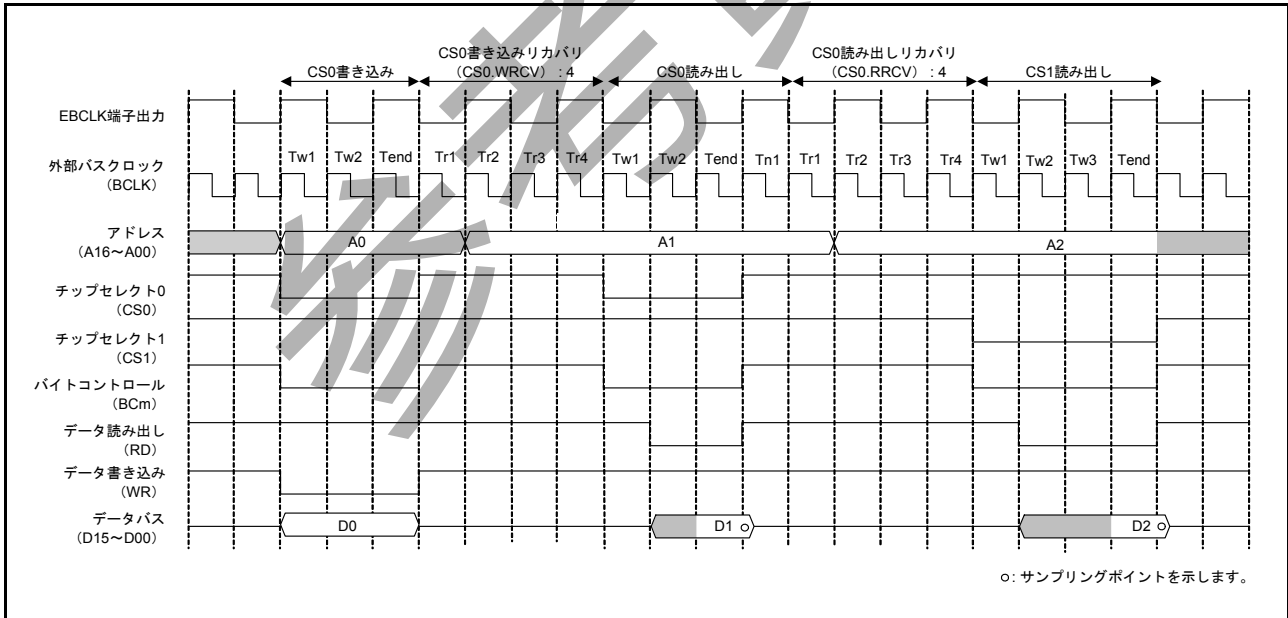 CS0書き込み
CS0書き込みリカバリ
（CS0.WRCV）：4
CS0読み出し
CS0読み出しリカバリ
（CS0.RRCV）：4
CS1読み出し
EBCLK端子出力
外部バスクロック
（BCLK）
Tw1 Tw2 Tend Tr1 Tr2 Tr3 Tr4 Tw1 Tw2 Tend Tn1 Tr1 Tr2 Tr3 Tr4 Tw1 Tw2 Tw3 Tend
アドレス
（A16～A00）
A0 A1 A2
チップセレクト0
（CS0）
チップセレクト1
（CS1）
バイトコントロール
（BCm）
データ読み出し
（RD）
データ書き込み
（WR）
データバス
（D15～D00）
D0 D1 D2
○: サンプリングポイントを示します。